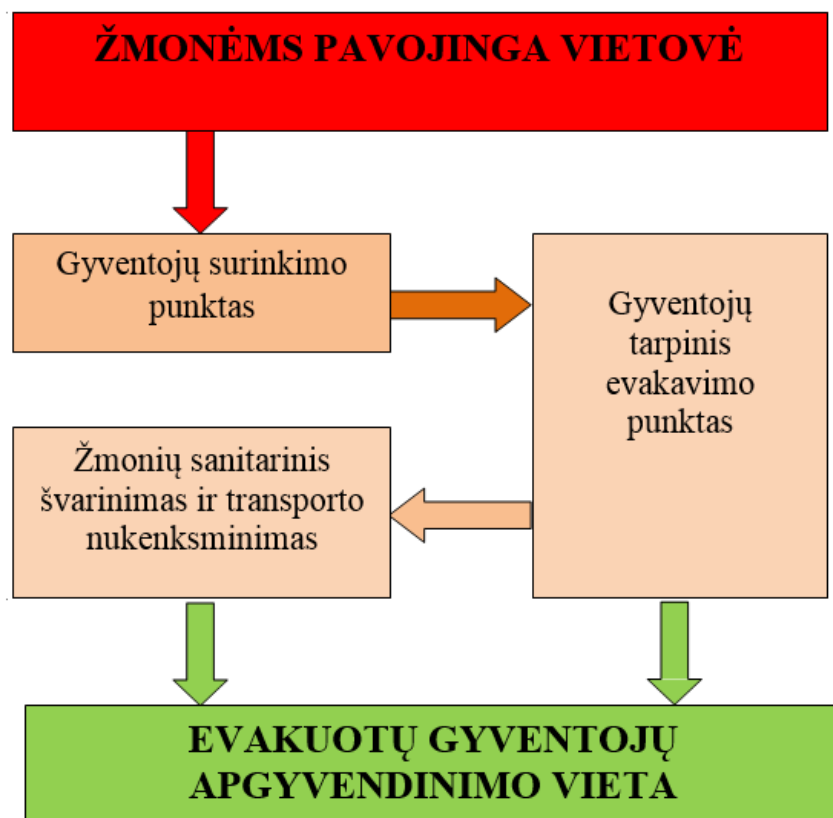 ŽMONĖMS PAVOJINGA VIETOVĖ
Gyventojų surinkimo
punktas
Gyventojų
tarpinis
evakavimo
punktas
Žmonių sanitarinis
švarinimas ir transporto
nukenksminimas
EVAKUOTŲ GYVENTOJŲ
APGYVENDINIMO VIETA